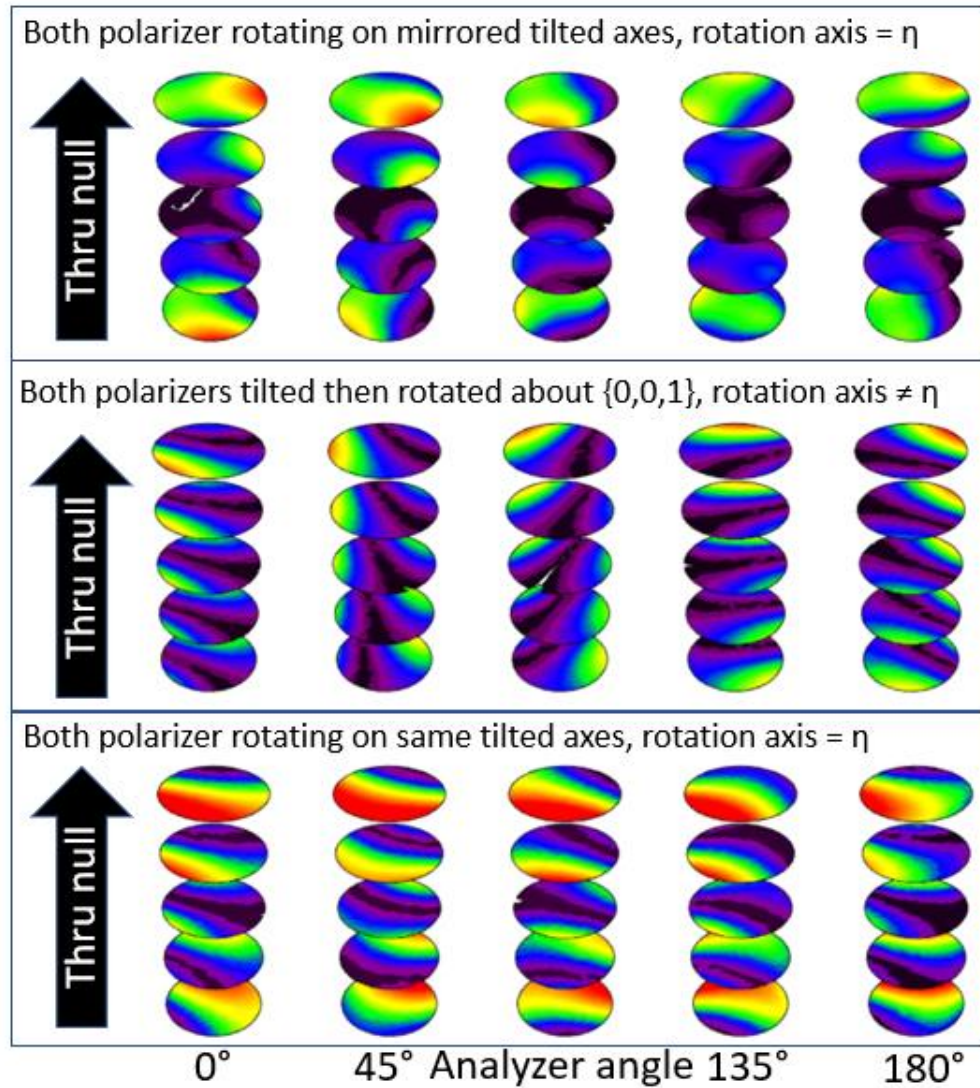 Both polarizer rotating on mirrored tilted axes, rotation axis = η
Thru null
Both polarizers tilted then rotated about {0,0,1}, rotation axis ≠ η
Thru null
Both polarizer rotating on same tilted axes, rotation axis = η
Thru null
0° 45° Analyzer angle 135° 180°